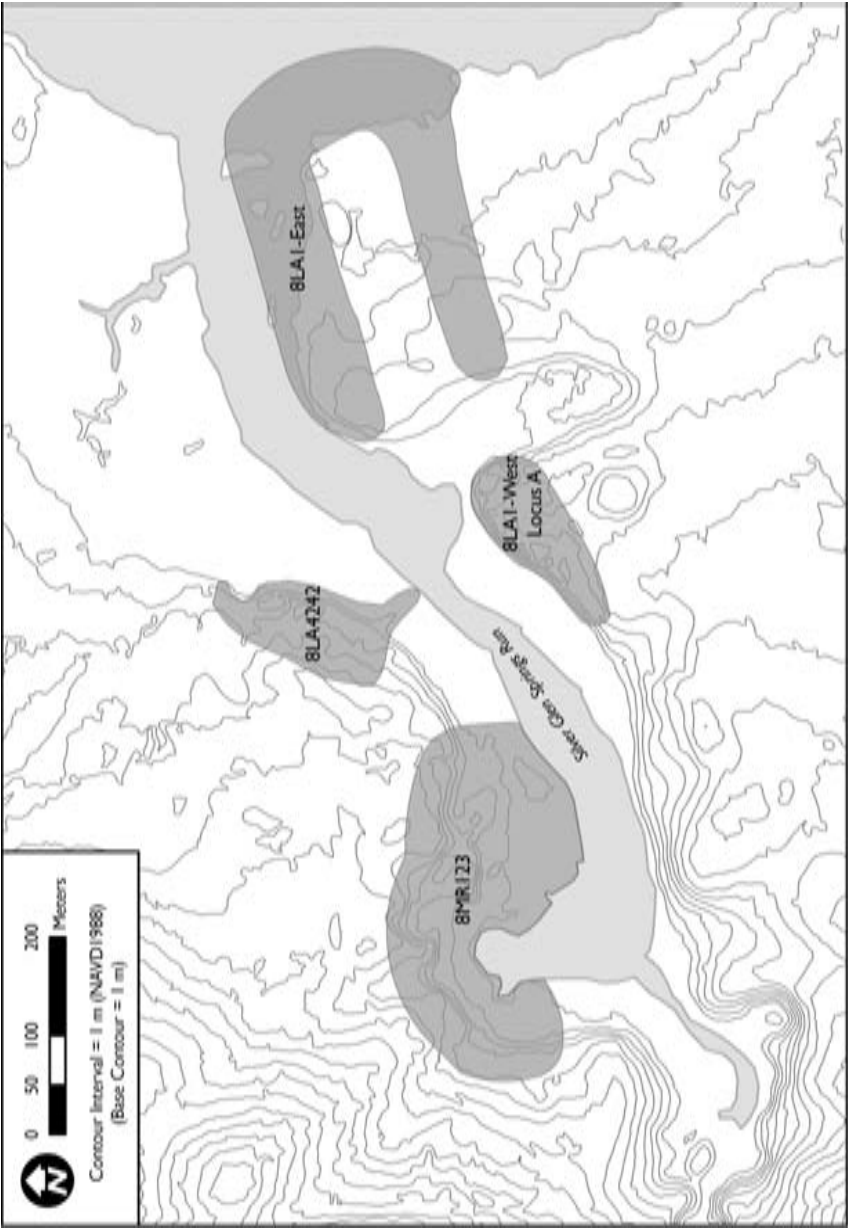 N
0 50 100 200
Meters
Contour Interval = 1 m (NAVD1988)
(Base Contour = 1 m)
8MR123
8LA4242
Silver Glen Springs Run
8LA1-West
Locus A
8LA1-East